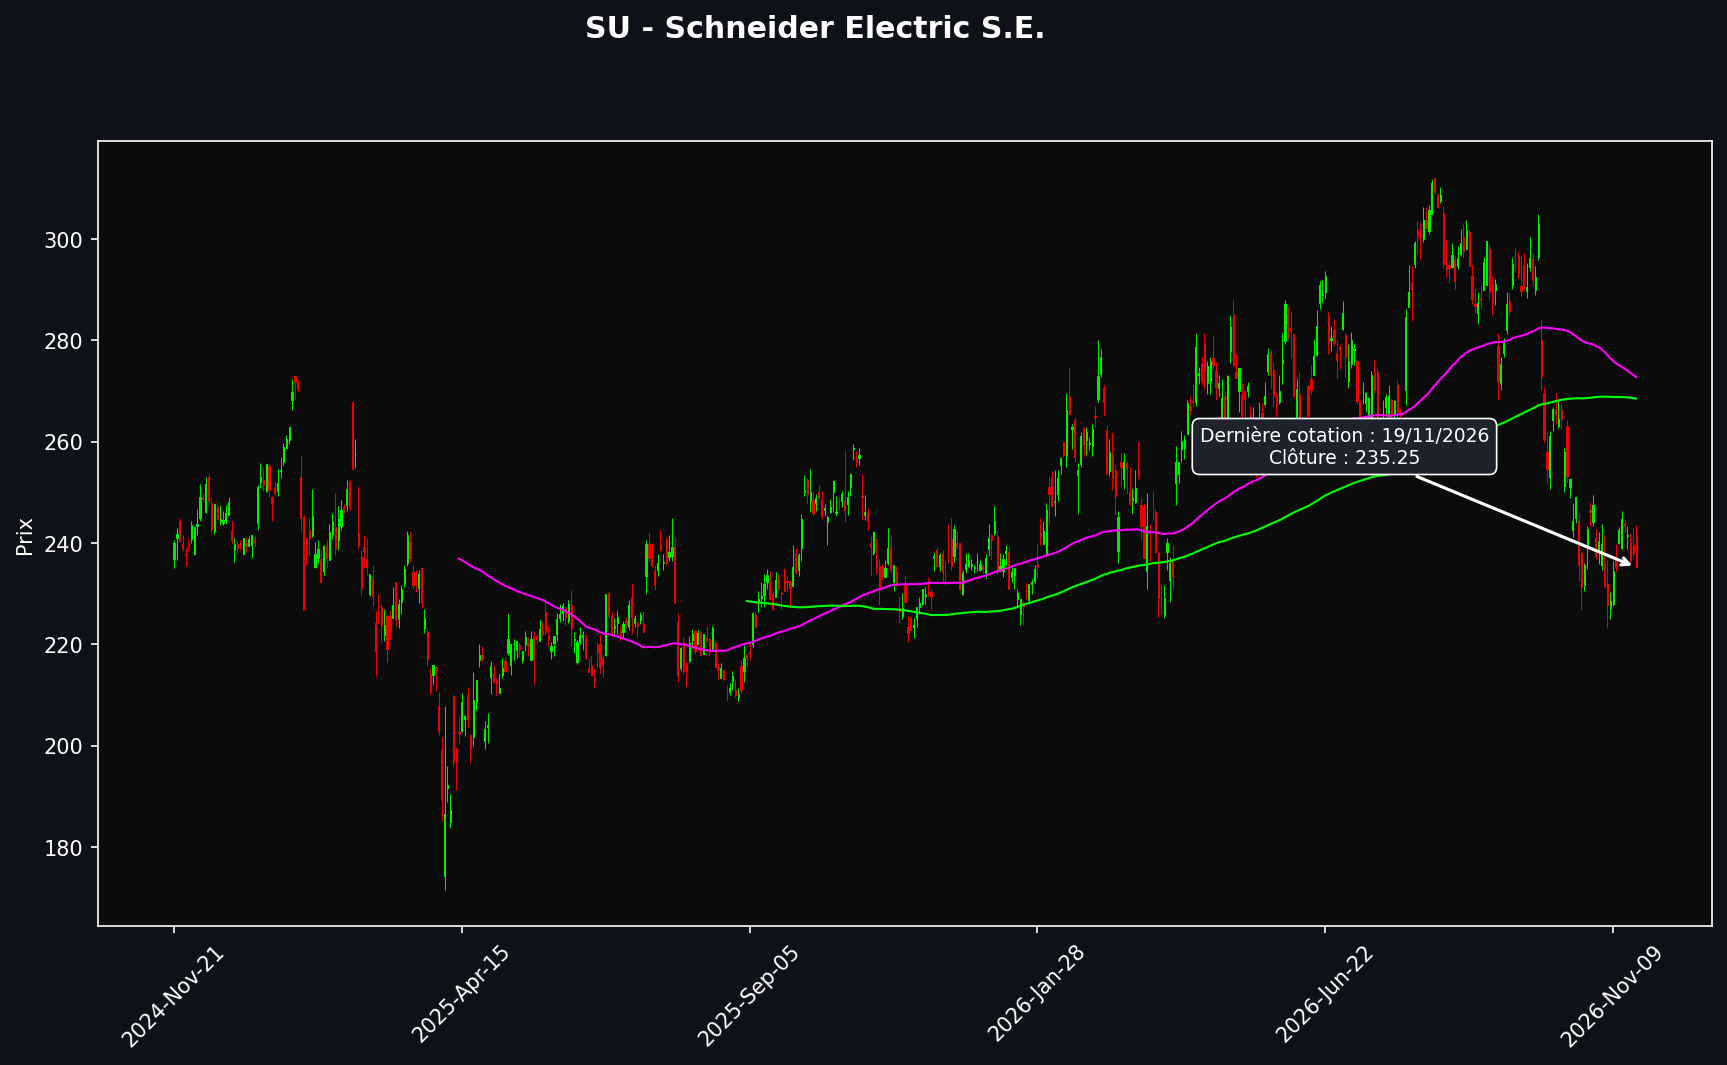 SU - Schneider Electric S.E.
Prix
300
280
260
240
220
200
180
Dernière cotation : 19/11/2026
Clôture : 235.25
2024-Nov-21
2025-Apr-15
2025-Sep-05
2026-Jan-28
2026-Jun-22
2026-Nov-09